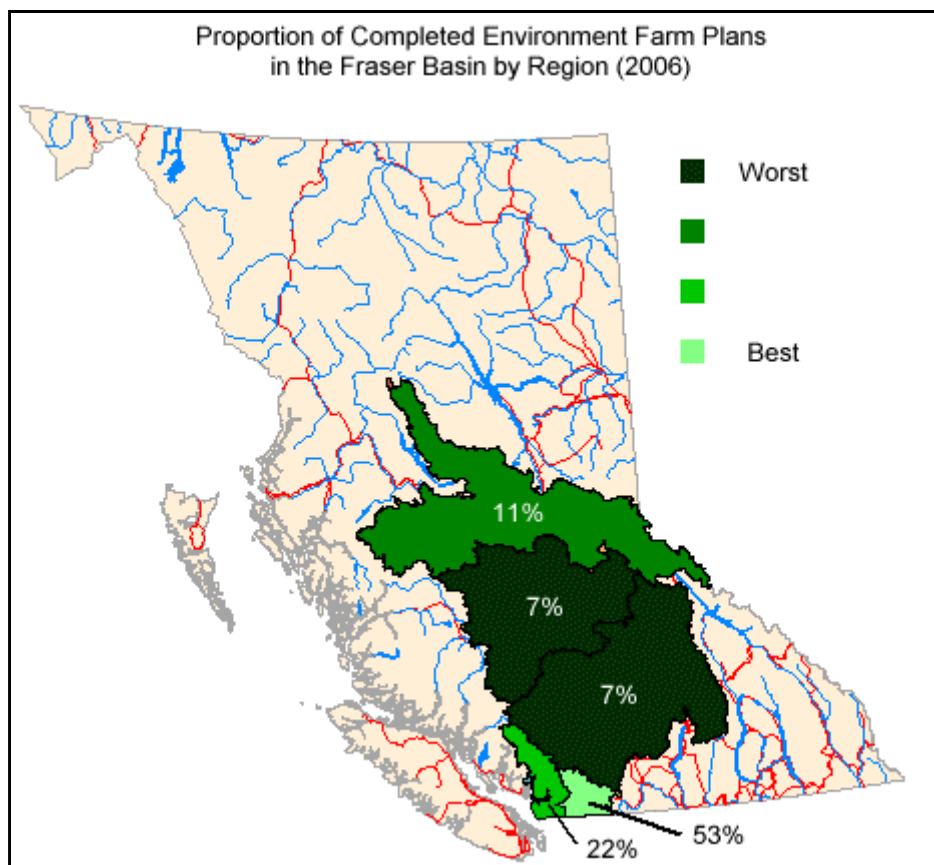 Proportion of Completed Environment Farm Plans
in the Fraser Basin by Region (2006)
Worst
Best
11%
7%
7%
53%
22%